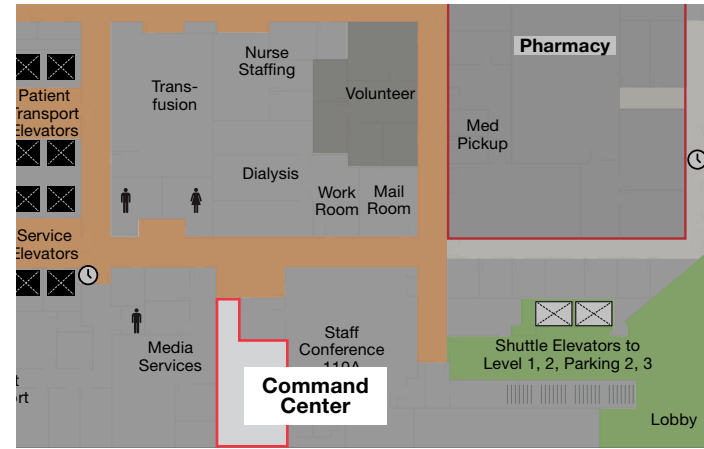 Pharmacy
Nurse
Staffing
Trans-
fusion
Volunteer
Patient
Transport
Elevators
Med
Pickup
Dialysis
Work
Room
Mail
Room
Service
Elevators
Media
Services
Staff
Conference
110A
Shuttle Elevators to
Level 1, 2, Parking 2, 3
Command
Center
Lobby